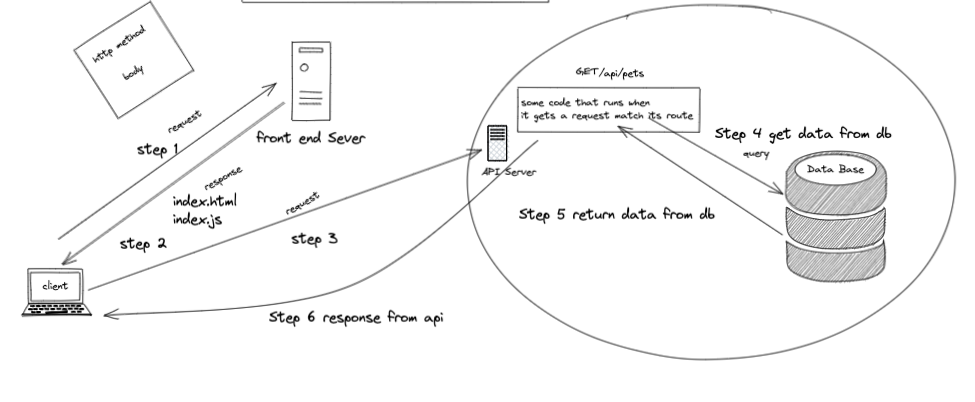 http method
body
request
step 1
front end Sever
response
index.html
index.js
step 2
request
step 3
client
Step 6 response from api
API Server
GET/api/pets
some code that runs when
it gets a request match its route
Step 4 get data from db
query
Data Base
Step 5 return data from db